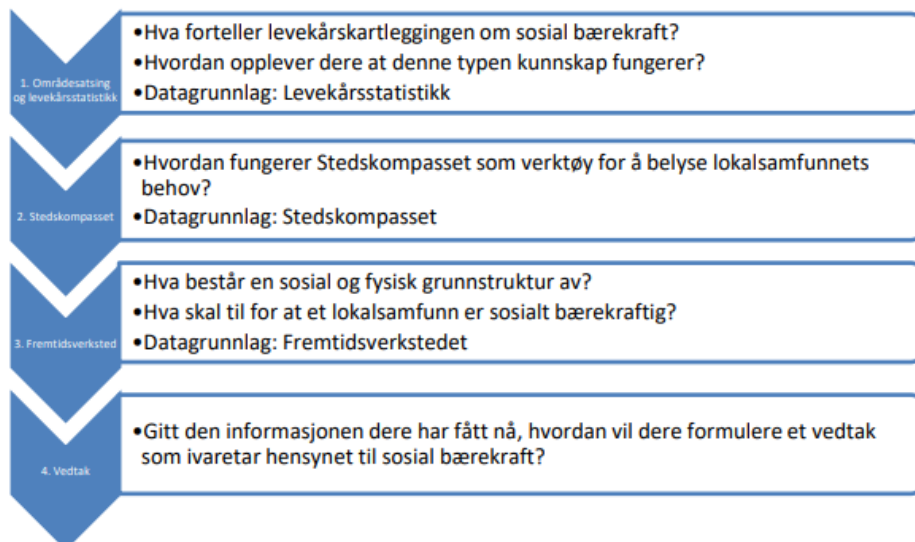 1. Områdesatsing
og levekårsstatistikk
•Hva forteller levekårskartleggingen om sosial bærekraft?
•Hvordan opplever dere at denne typen kunnskap fungerer?
•Datagrunnlag: Levekårsstatistikk
2. Stedskompasset
•Hvordan fungerer Stedskompasset som verktøy for å belyse lokalsamfunnets
behov?
•Datagrunnlag: Stedskompasset
3. Fremtidsverksted
•Hva består en sosial og fysisk grunnstruktur av?
•Hva skal til for at et lokalsamfunn er sosialt bærekraftig?
•Datagrunnlag: Fremtidsverkstedet
4. Vedtak
•Gitt den informasjonen dere har fått nå, hvordan vil dere formulere et vedtak
som ivaretar hensynet til sosial bærekraft?